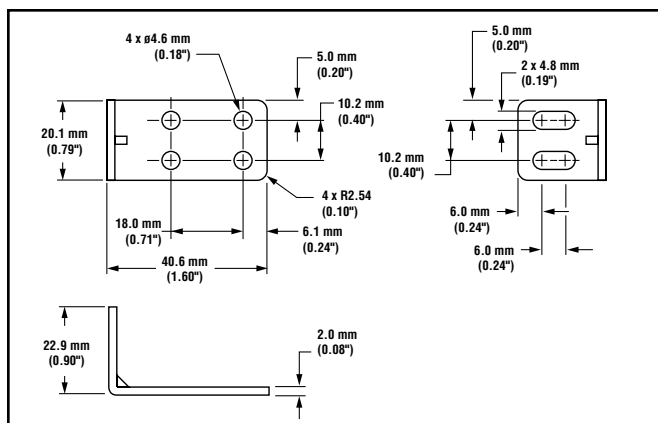 4 x ø4.6 mm
(0.18")
5.0 mm
(0.20")
10.2 mm
(0.40")
20.1 mm
(0.79")
4 x R2.54
(0.10")
18.0 mm
(0.71")
6.1 mm
(0.24")
40.6 mm
(1.60")
5.0 mm
(0.20")
2 x 4.8 mm
(0.19")
10.2 mm
(0.40")
6.0 mm
(0.24")
6.0 mm
(0.24")
22.9 mm
(0.90")
2.0 mm
(0.08")